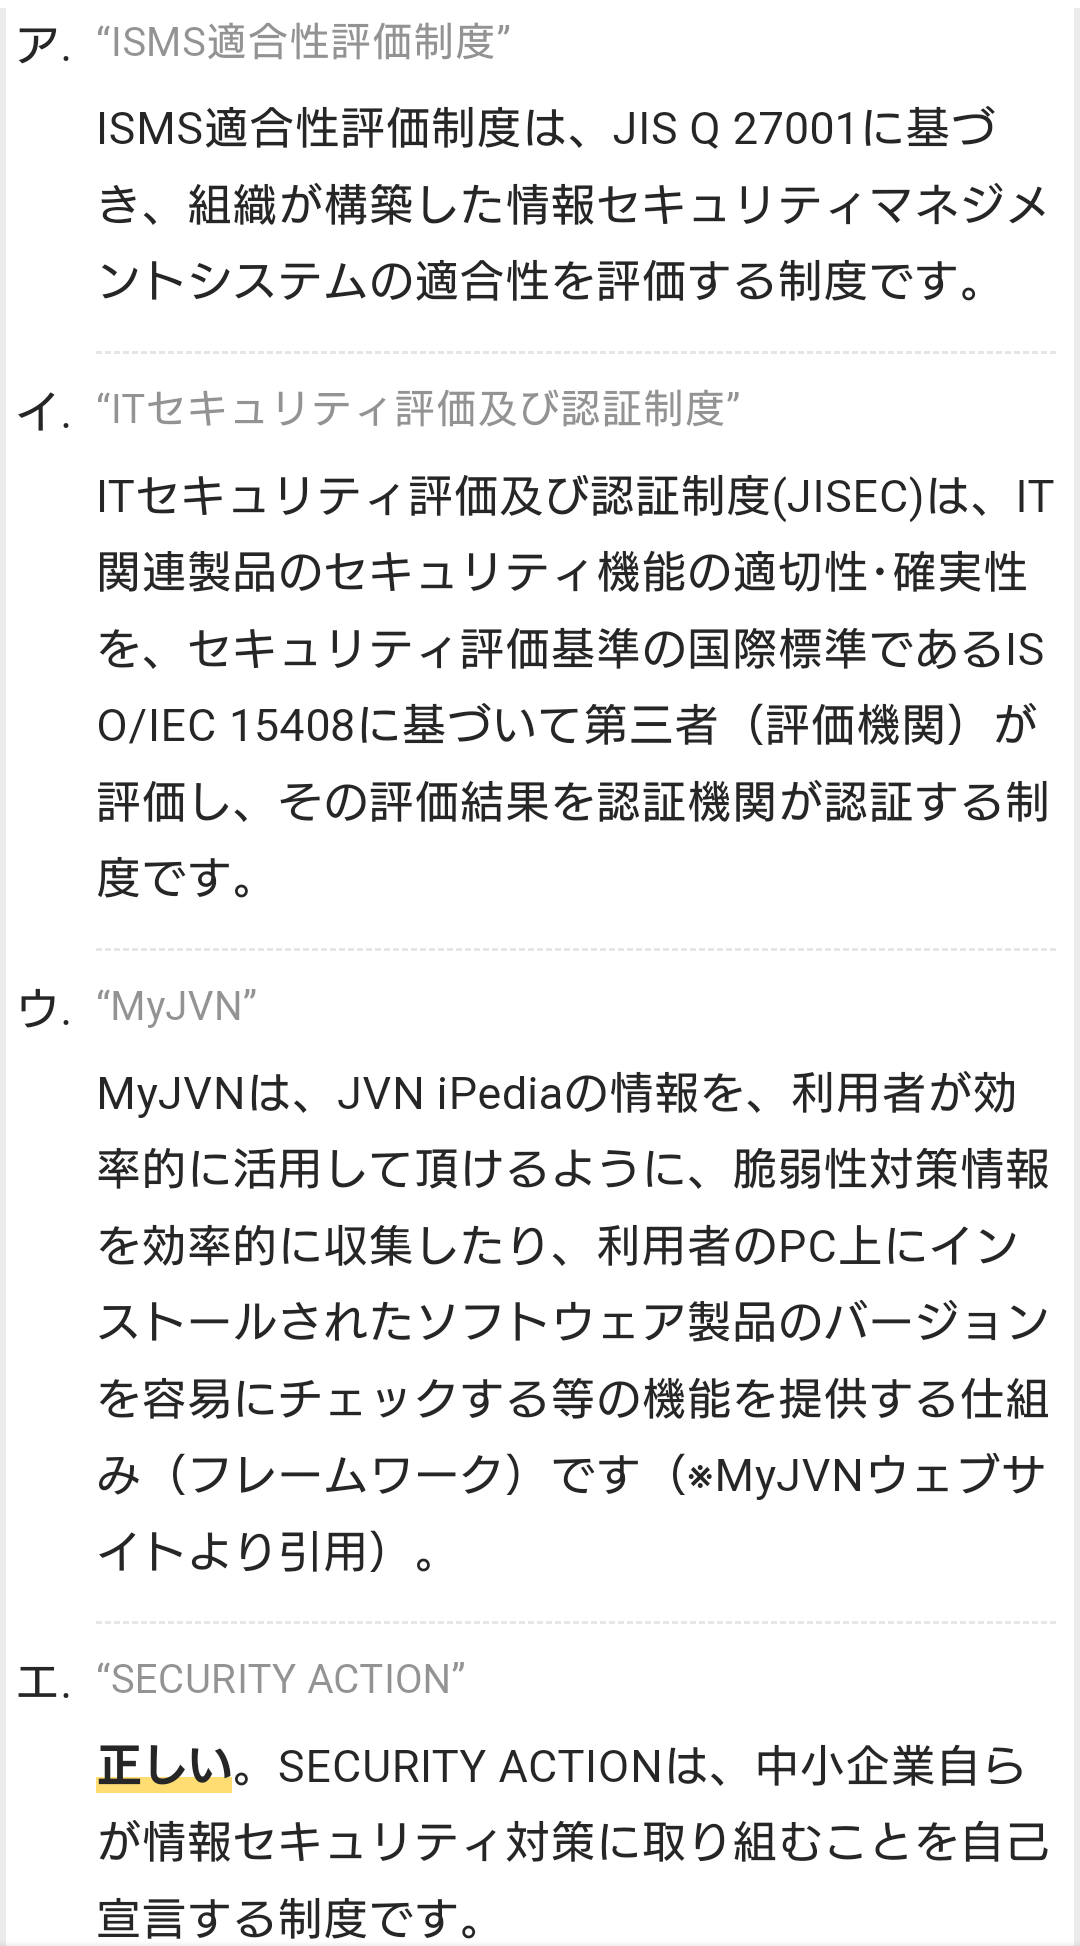 ア. “ISMS適合性評価制度”
ISMS適合性評価制度は、JIS Q 27001に基づ
き、組織が構築した情報セキュリティマネジメ
ントシステムの適合性を評価する制度です。
イ. “ITセキュリティ評価及び認証制度”
ITセキュリティ評価及び認証制度(JISEC)は、IT
関連製品のセキュリティ機能の適切性･確実性
を、セキュリティ評価基準の国際標準であるIS
O/IEC 15408に基づいて第三者（評価機関）が
評価し、その評価結果を認証機関が認証する制
度です。
ウ. “MyJVN”
MyJVNは、JVN iPediaの情報を、利用者が効
率的に活用して頂けるように、脆弱性対策情報
を効率的に収集したり、利用者のPC上にイン
ストールされたソフトウェア製品のバージョン
を容易にチェックする等の機能を提供する仕組
み（フレームワーク）です（※MyJVNウェブサ
イトより引用）。
エ. “SECURITY ACTION”
正しい。SECURITY ACTIONは、中小企業自ら
が情報セキュリティ対策に取り組むことを自己
宣言する制度です。